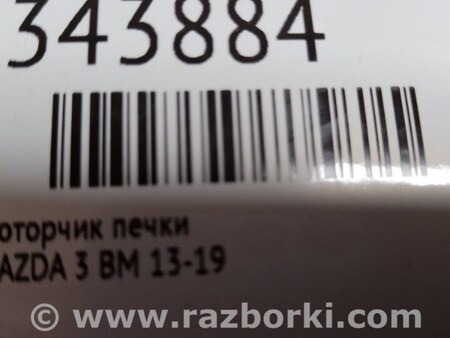 343884
оторчик печки
AZDA 3 BM 13-19
© www.razborki.com